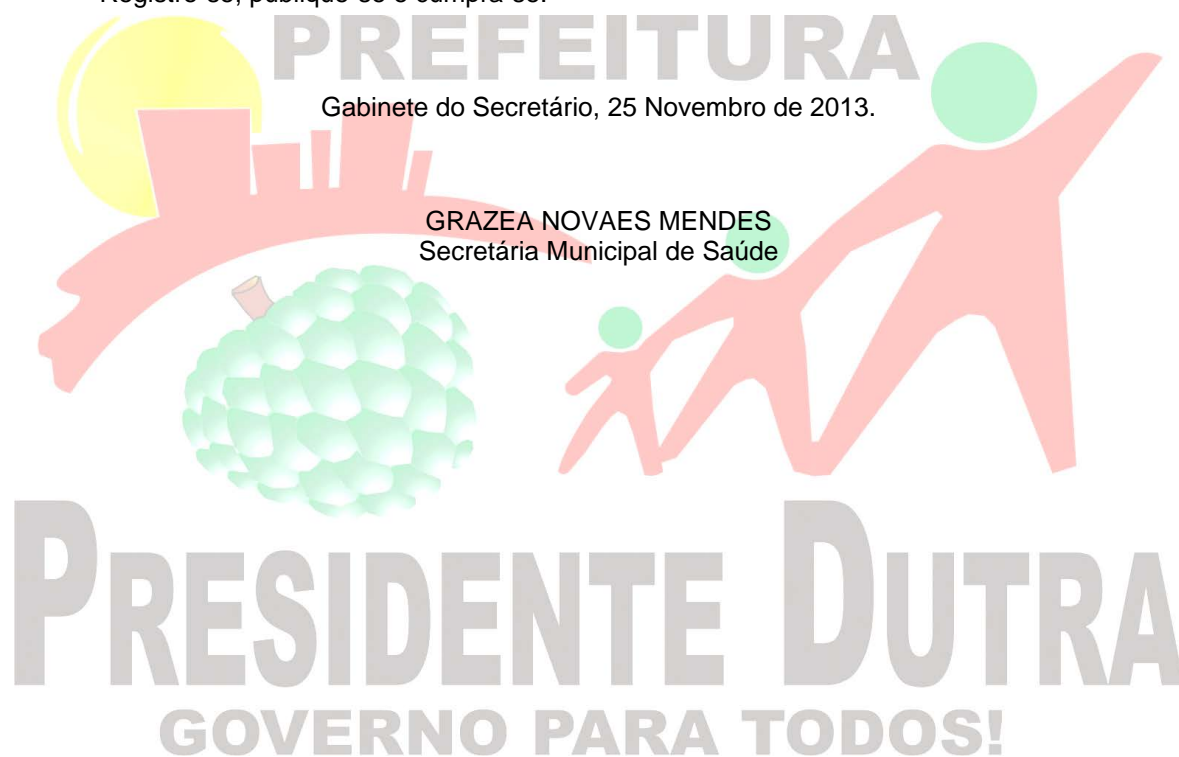 Registre-se, publique-se e cumpra-se.
PREFEITURA
Gabinete do Secretário, 25 Novembro de 2013.
GRAZEA NOVAES MENDES
Secretária Municipal de Saúde
PRESIDENTE DUTRA
GOVERNO PARA TODOS!